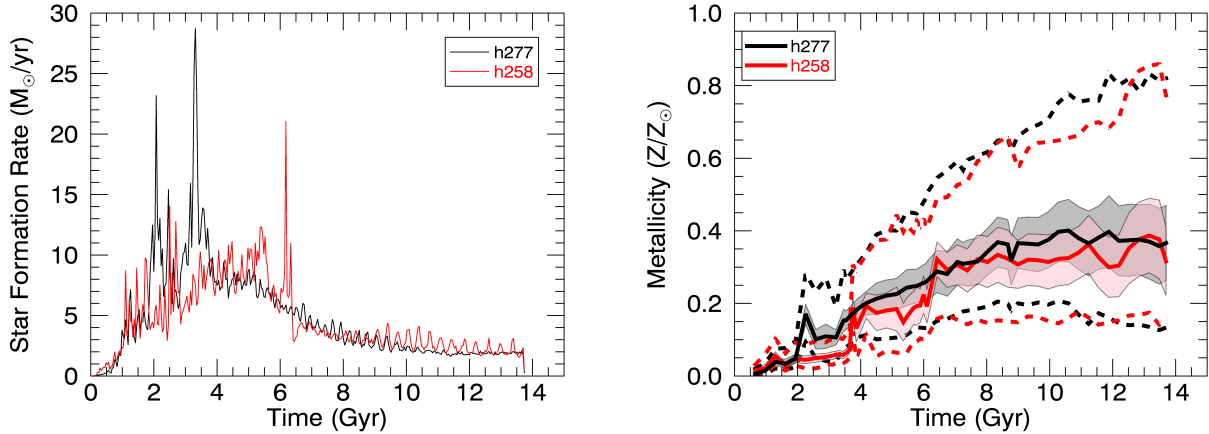 30
25
20
15
10
5
0
Star Formation Rate (M☉/yr)
h277
h258
0 2 4 6 8 10 12 14
Time (Gyr)
1.0
0.8
0.6
0.4
0.2
0.0
Metallicity (Z/Z☉)
h277
h258
0 2 4 6 8 10 12 14
Time (Gyr)